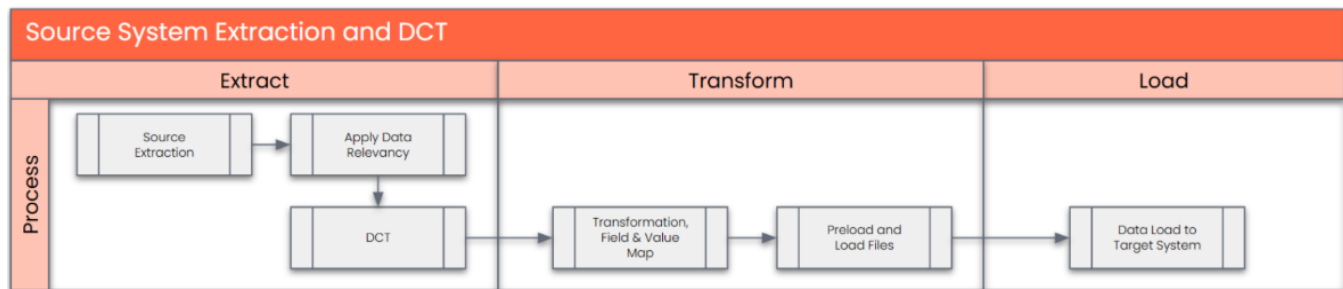 Source System Extraction and DCT
Extract
Transform
Load
Process
Source
Extraction
Apply Data
Relevancy
DCT
Transformation,
Field & Value
Map
Preload and
Load Files
Data Load to
Target System